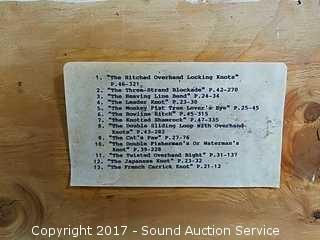 1. "The Hitched Overhand Locking Knots"
P.46-321
2. "The Three-Strand Blockade" P.42-270
3. "The Heaving Line Bend" P.24-34
4. "The Leader Knot" P.23-30
5. "The Monkey Fist Tree Lover's Eye" P.25-45
6. "The Bowline Hitch" P.45-315
7. "The Knotted Shamrock" P.47-335
8. "The Double Sliding Loop With Overhand
Knots" P.43-282
9. "The Cat's Paw" P.27-76
10. "The Double Fisherman's Or Waterman's
Knot" P.39-228
11. "The Twisted Overhand Right" P.31-137
12. "The Japanese Knot" P.23-32
13. "The French Carrick Knot" P.21-12
Copyright 2017 - Sound Auction Service